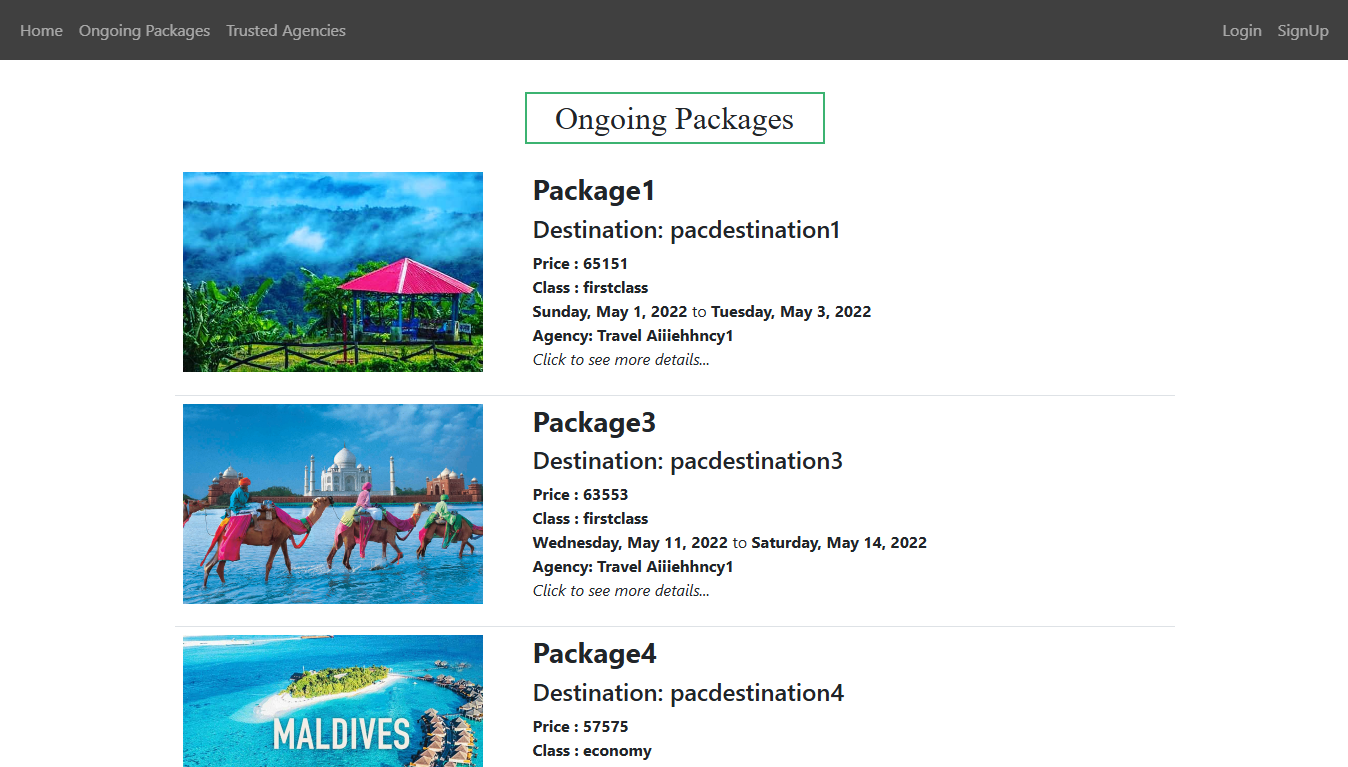 Home Ongoing Packages Trusted Agencies Login SignUp
Ongoing Packages
Package1
Destination: pacdestination1
Price : 65151
Class : firstclass
Sunday, May 1, 2022 to Tuesday, May 3, 2022
Agency: Travel Aiiiehhncy1
Click to see more details...
Package3
Destination: pacdestination3
Price : 63553
Class : firstclass
Wednesday, May 11, 2022 to Saturday, May 14, 2022
Agency: Travel Aiiiehhncy1
Click to see more details...
MALDIVES
Package4
Destination: pacdestination4
Price : 57575
Class : economy